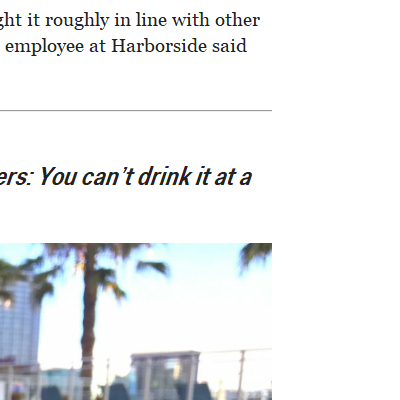 ght it roughly in line with other
employee at Harborside said
ers: You can't drink it at a